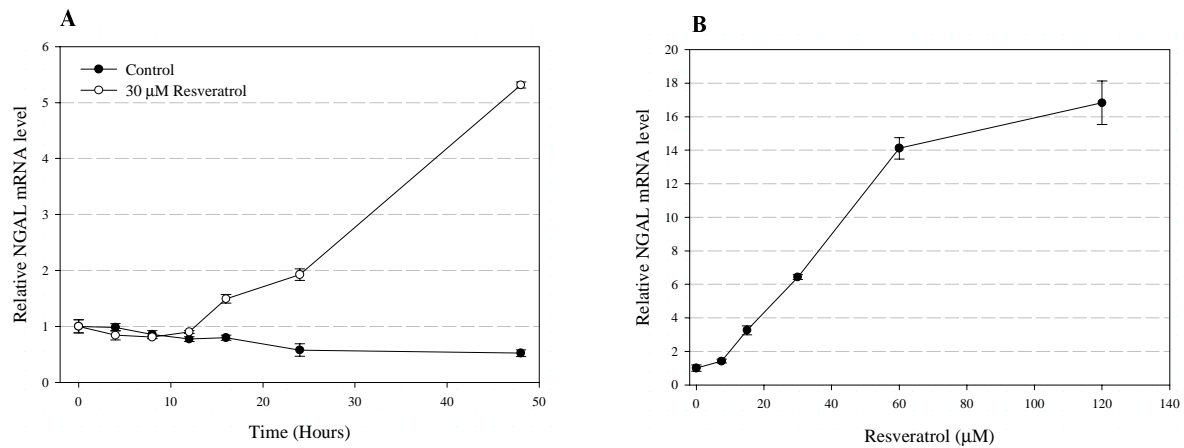 A
Relative NGAL mRNA level
6
5
4
3
2
1
0
Control
30 µM Resveratrol
0 10 20 30 40 50
Time (Hours)
B
Relative NGAL mRNA level
20
18
16
14
12
10
8
6
4
2
0
0 20 40 60 80 100 120 140
Resveratrol (µM)